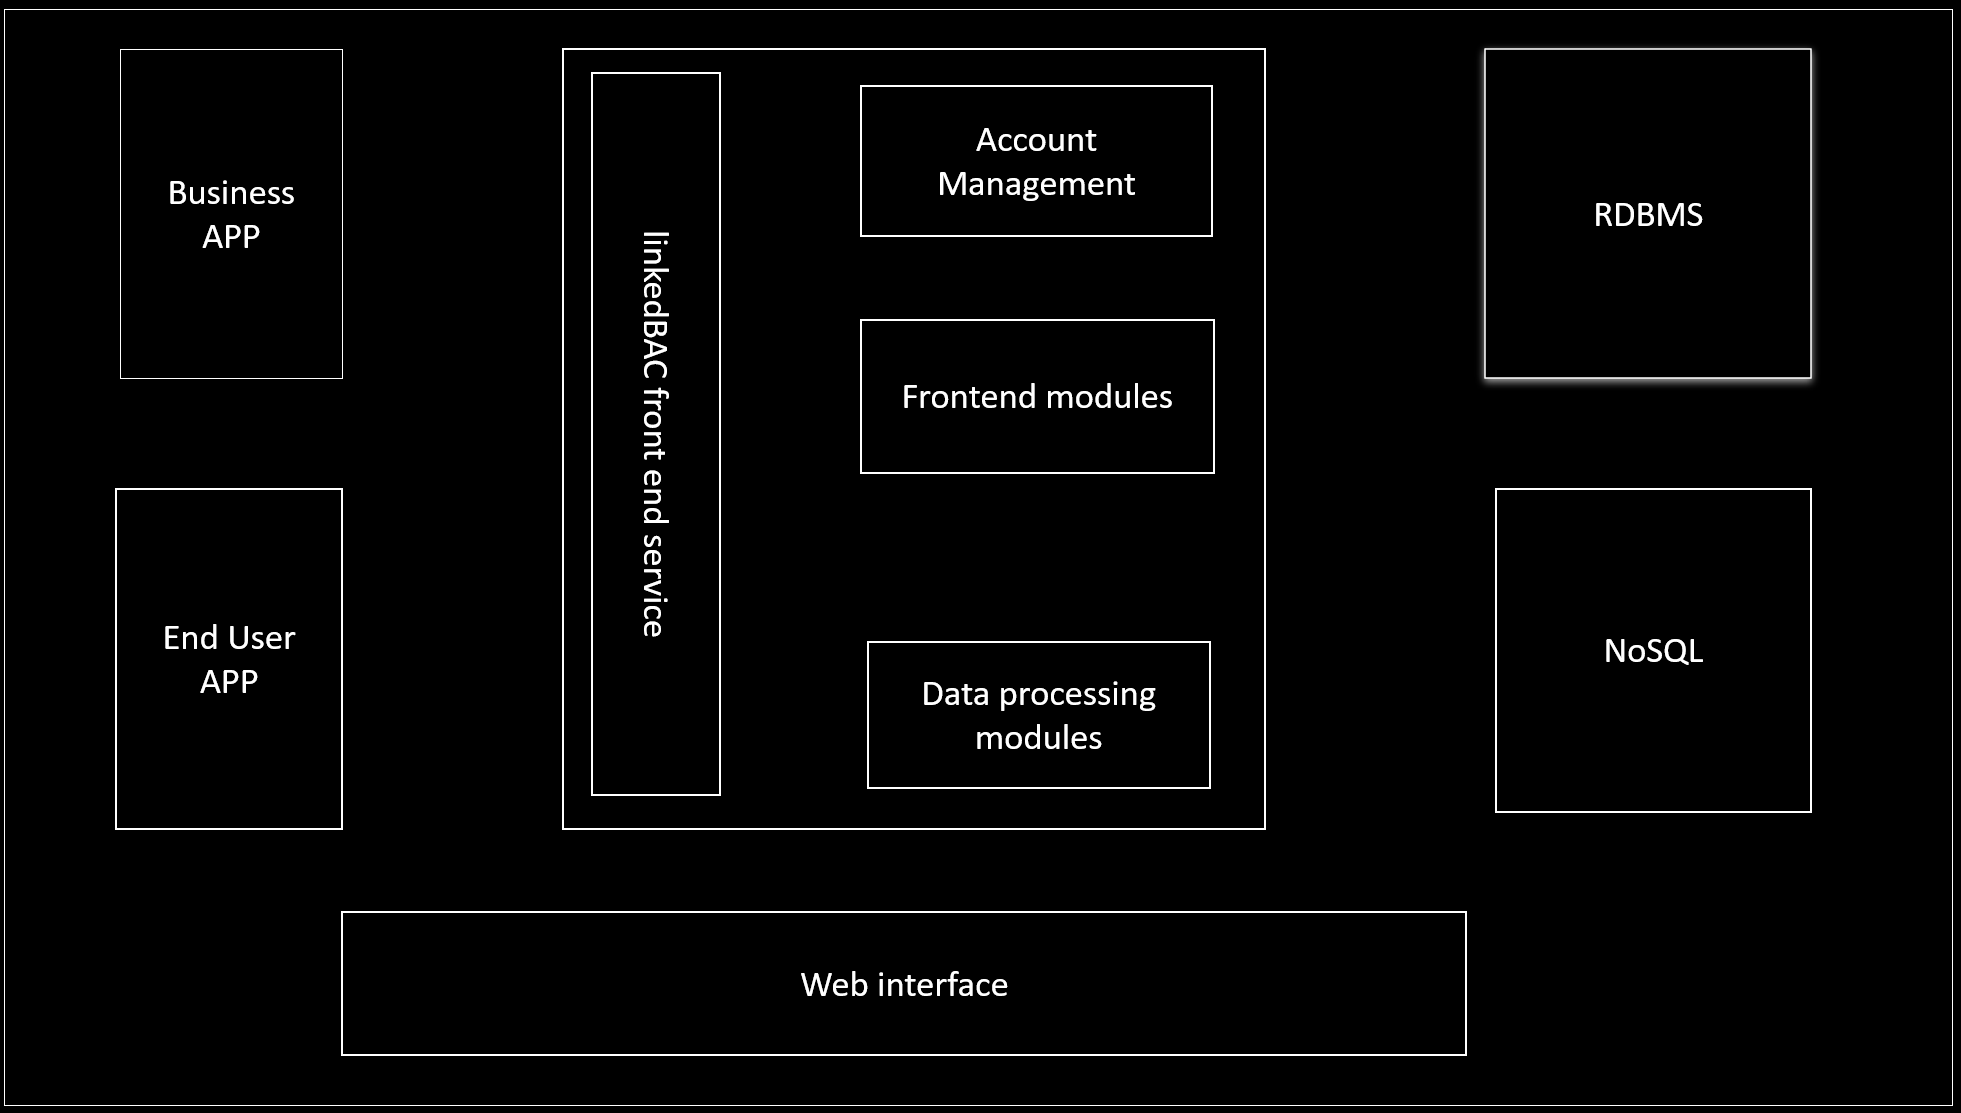 Business
APP
End User
APP
linkedBAC front end service
Account
Management
Frontend modules
Data processing
modules
RDBMS
NoSQL
Web interface